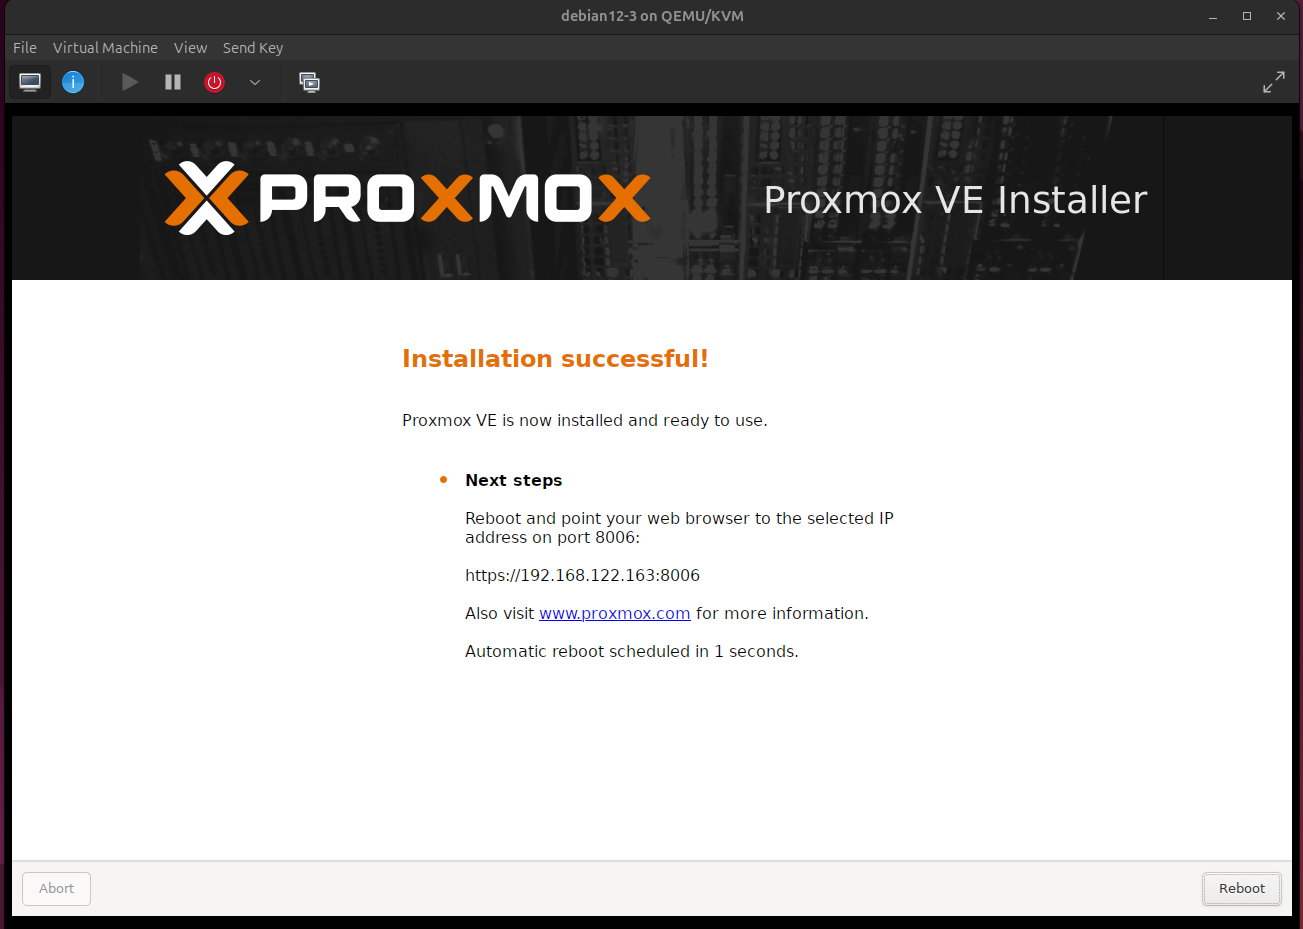 debian12-3 on QEMU/KVM
File Virtual Machine View Send Key
PROXMOX
Proxmox VE Installer
Installation successful!
Proxmox VE is now installed and ready to use.
Next steps
Reboot and point your web browser to the selected IP
address on port 8006:
https://192.168.122.163:8006
Also visit www.proxmox.com for more information.
Automatic reboot scheduled in 1 seconds.
Abort Reboot